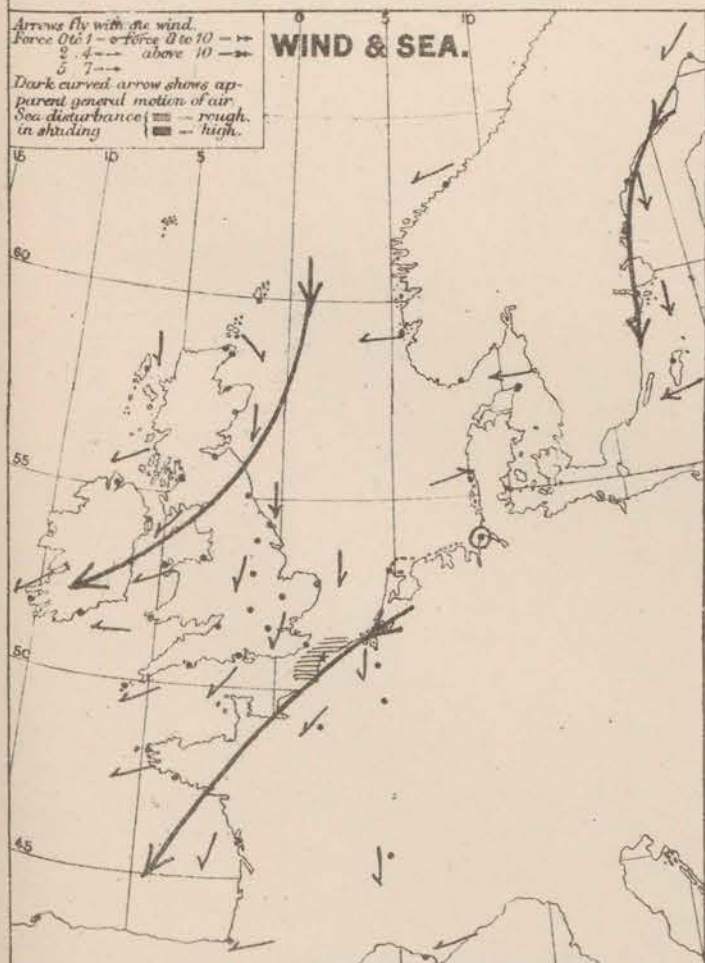 Arrows fly with the wind.
Force 0 to 1 – force 8 to 10 –
2 . 4 – above 10 –
5 7 –
Dark curved arrow shows ap-
parent general motion of air
Sea disturbance { – rough.
in shading { – high.
WIND & SEA.
15 10 5 0 5 10
60
55
50
45